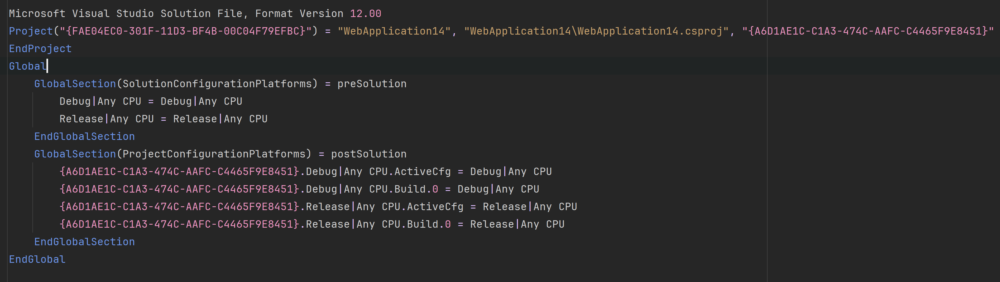 Microsoft Visual Studio Solution File, Format Version 12.00
Project("{FAE04EC0-301F-11D3-BF4B-00C04F79EFBC}") = "WebApplication14", "WebApplication14\WebApplication14.csproj", "{A6D1AE1C-C1A3-474C-AAFC-C4465F9E8451}"
EndProject
Global
    GlobalSection(SolutionConfigurationPlatforms) = preSolution
        Debug|Any CPU = Debug|Any CPU
        Release|Any CPU = Release|Any CPU
    EndGlobalSection
    GlobalSection(ProjectConfigurationPlatforms) = postSolution
        {A6D1AE1C-C1A3-474C-AAFC-C4465F9E8451}.Debug|Any CPU.ActiveCfg = Debug|Any CPU
        {A6D1AE1C-C1A3-474C-AAFC-C4465F9E8451}.Debug|Any CPU.Build.0 = Debug|Any CPU
        {A6D1AE1C-C1A3-474C-AAFC-C4465F9E8451}.Release|Any CPU.ActiveCfg = Release|Any CPU
        {A6D1AE1C-C1A3-474C-AAFC-C4465F9E8451}.Release|Any CPU.Build.0 = Release|Any CPU
    EndGlobalSection
EndGlobal